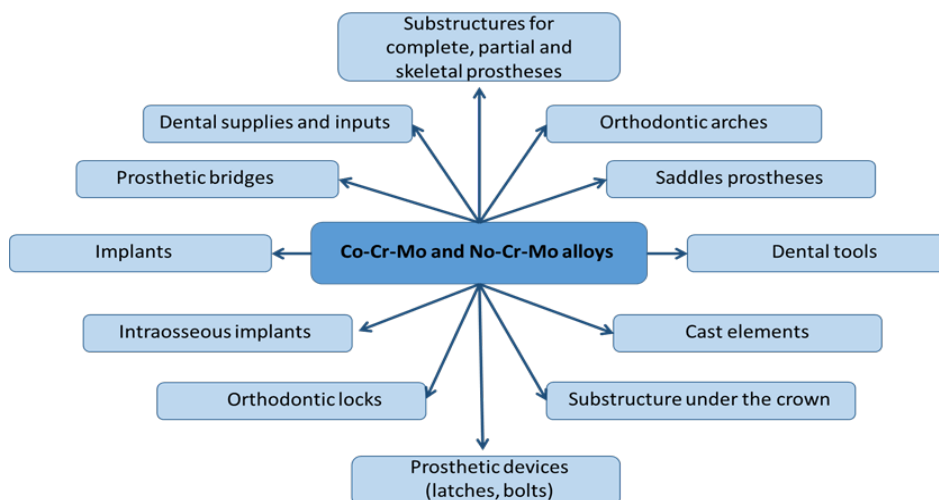 Substructures for
complete, partial and
skeletal prostheses
Dental supplies and inputs
Orthodontic arches
Prosthetic bridges
Saddles prostheses
Implants
Co-Cr-Mo and No-Cr-Mo alloys
Dental tools
Intraosseous implants
Cast elements
Orthodontic locks
Substructure under the crown
Prosthetic devices
(latches, bolts)